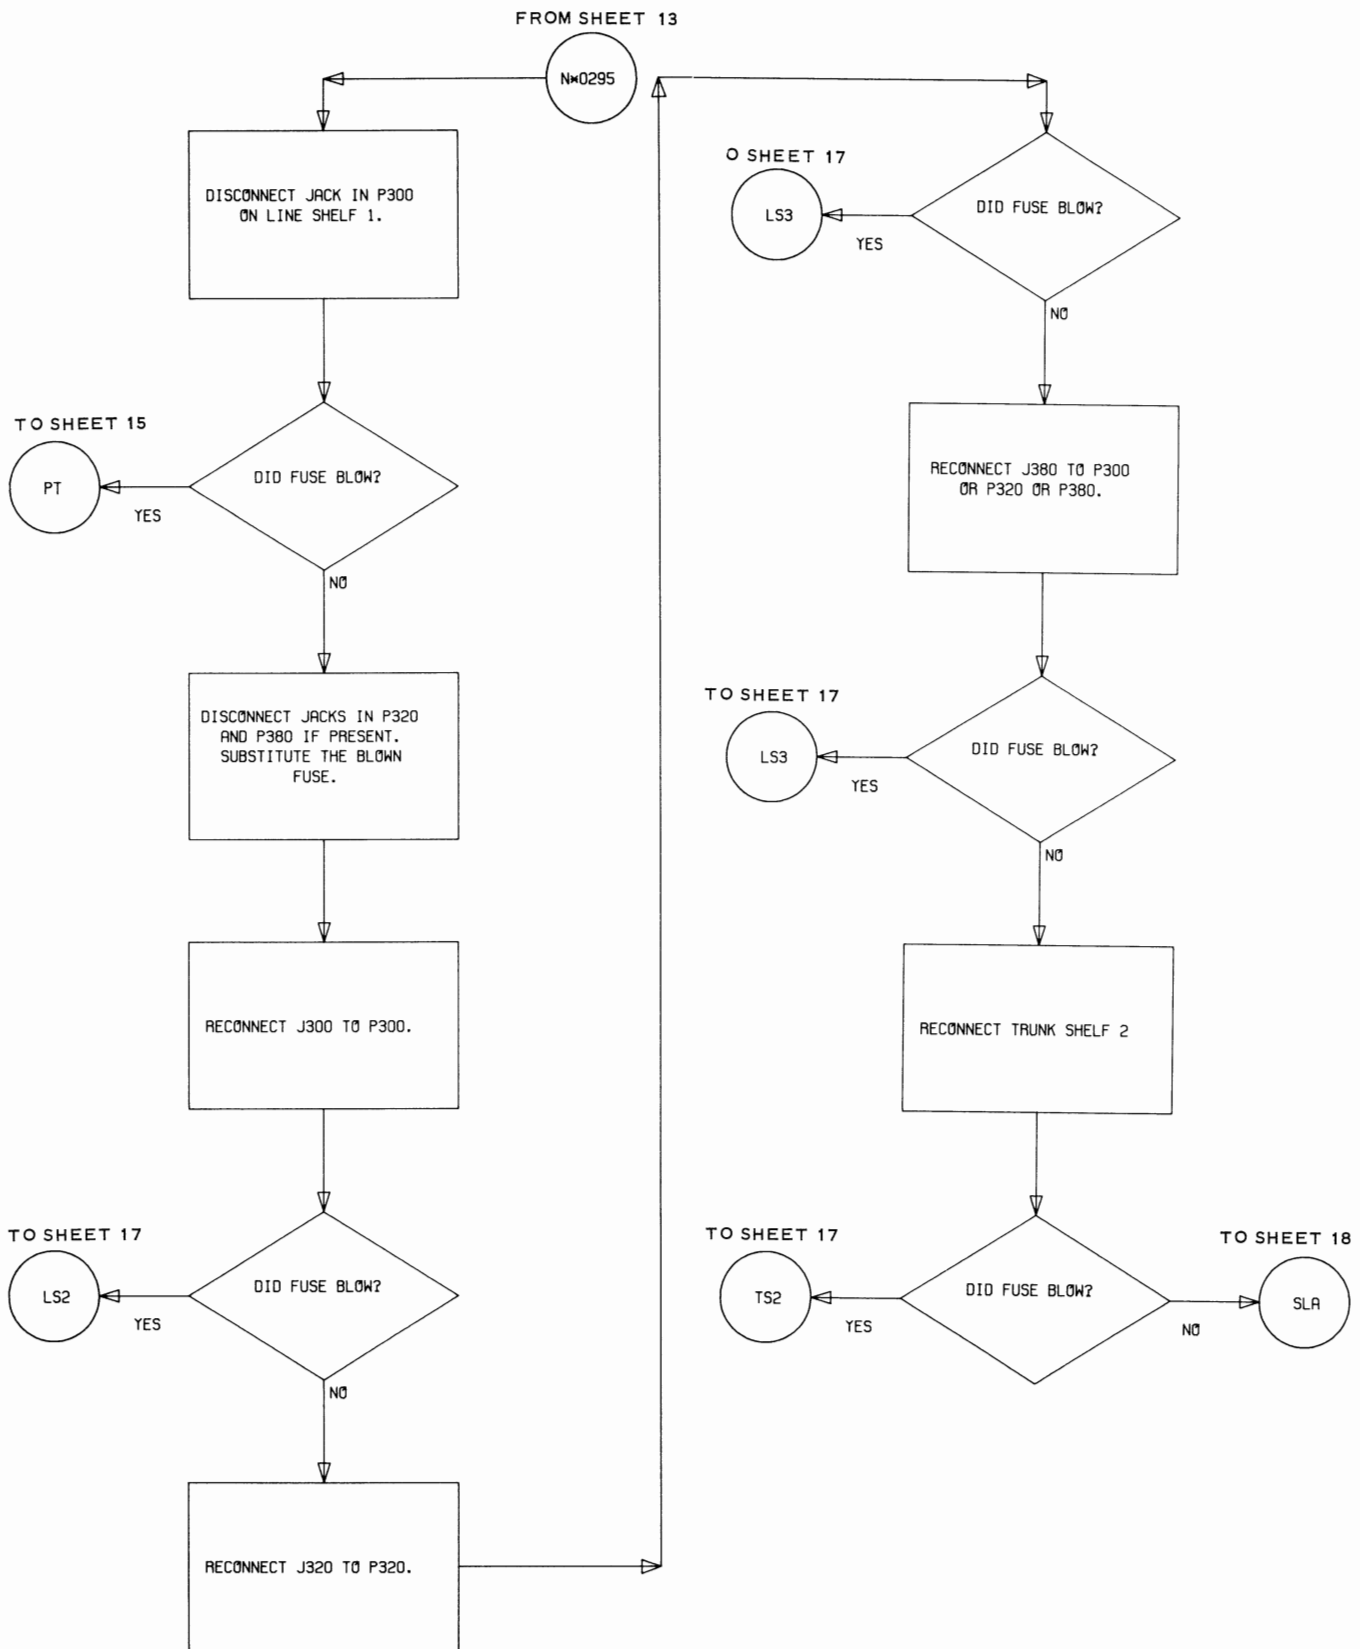 FROM SHEET 13
N*0295
DISCONNECT JACK IN P300
ON LINE SHELF 1.
DID FUSE BLOW?
TO SHEET 15
PT
YES
NO
DISCONNECT JACKS IN P320
AND P380 IF PRESENT.
SUBSTITUTE THE BLOWN
FUSE.
RECONNECT J300 TO P300.
DID FUSE BLOW?
TO SHEET 17
LS2
YES
NO
RECONNECT J320 TO P320.
O SHEET 17
LS3
YES
DID FUSE BLOW?
NO
RECONNECT J380 TO P300
OR P320 OR P380.
TO SHEET 17
LS3
YES
DID FUSE BLOW?
NO
RECONNECT TRUNK SHELF 2
TO SHEET 17
TS2
YES
DID FUSE BLOW?
NO
TO SHEET 18
SLA